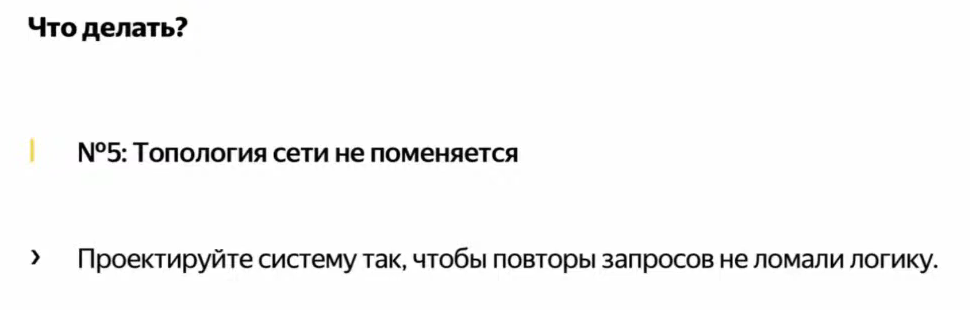 Что делать?
№5: Топология сети не поменяется
› Проектируйте систему так, чтобы повторы запросов не ломали логику.